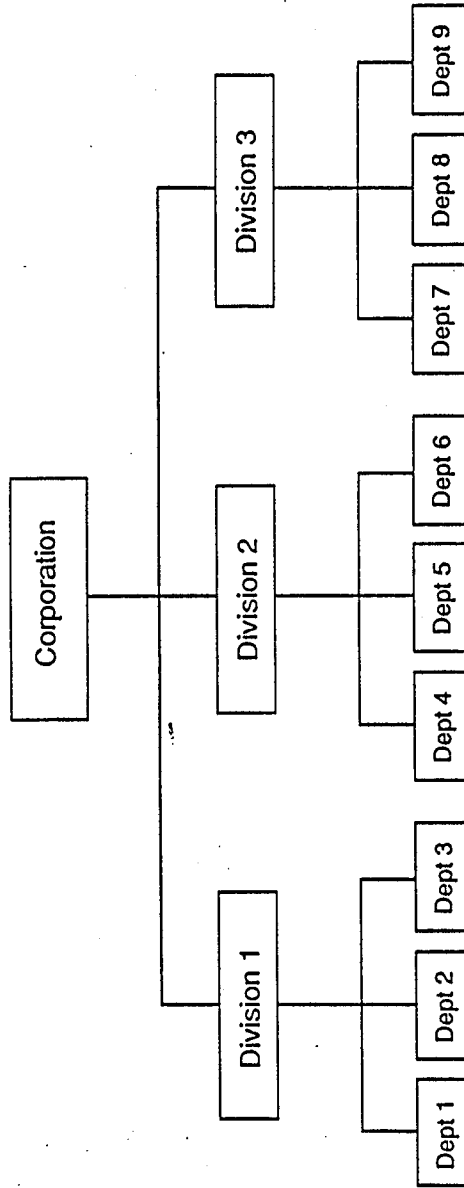 Corporation
Division 1
Division 2
Division 3
Dept 1
Dept 2
Dept 3
Dept 4
Dept 5
Dept 6
Dept 7
Dept 8
Dept 9